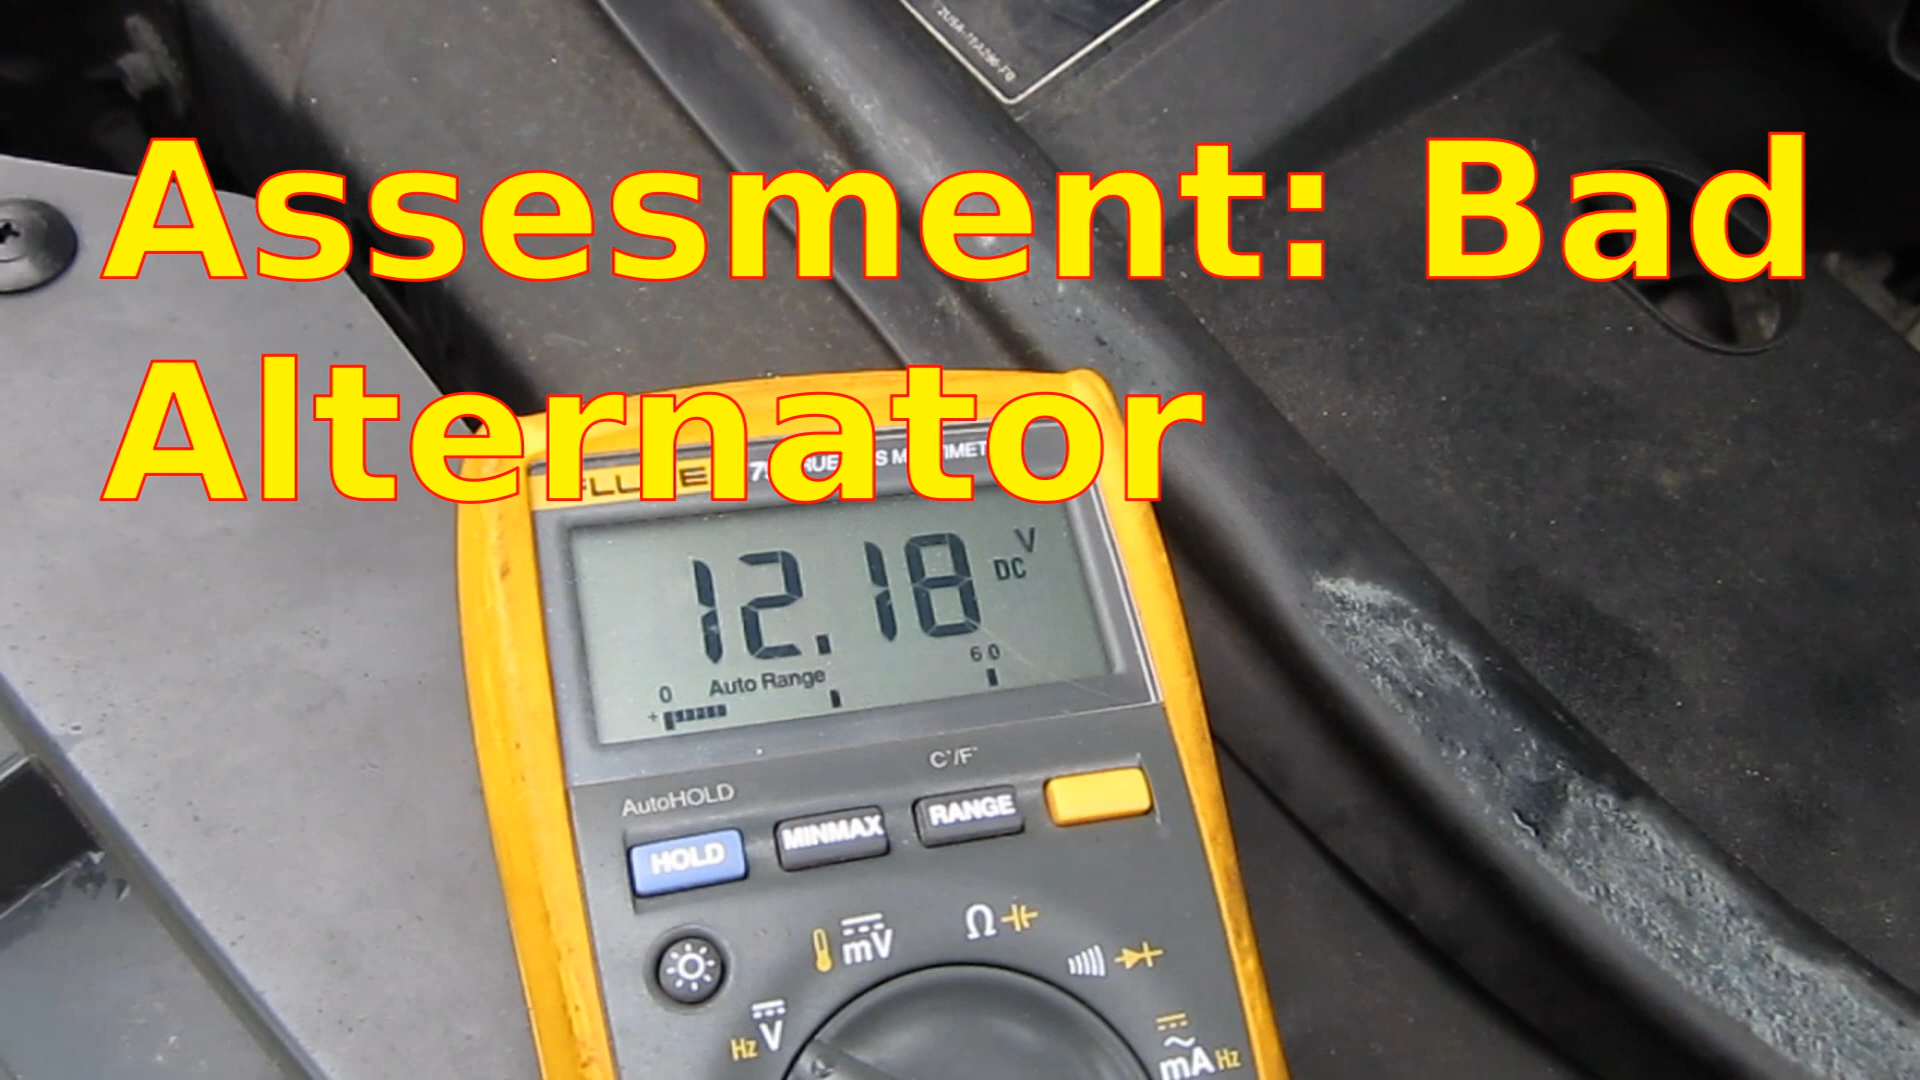 Assesment: Bad
Alternator
12.18 V
DC
60
0 Auto Range
+
C°/F°
AutoHOLD
HOLD MINMAX RANGE
mV Ω
Hz V
mA Hz